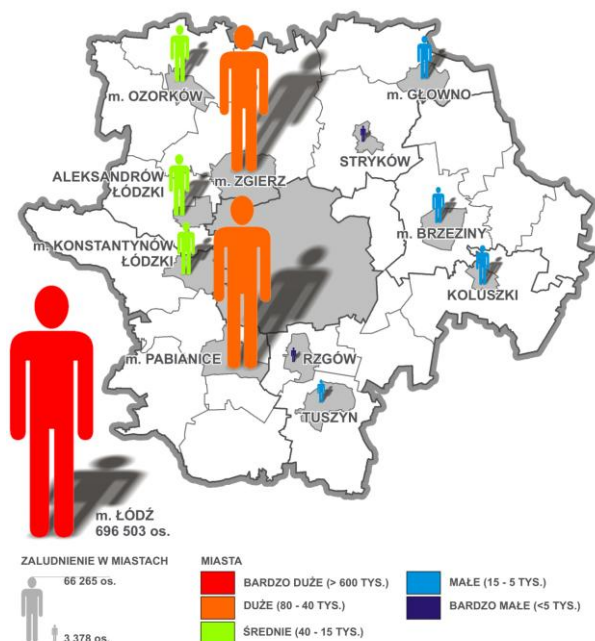 m. OZORKÓW
m. GŁOWNO
STRYKÓW
ALEKSANDRÓW
ŁÓDZKI
m. ZGIERZ
m. BRZEZINY
m. KONSTANTYNÓW
ŁÓDZKI
KOLUSZKI
m. PABIANICE
RZGÓW
TUSZYN
m. ŁÓDŹ
696 503 os.
ZALUDNIENIE W MIASTACH
66 265 os.
3 378 os.
MIASTA
BARDZO DUŻE (> 600 TYS.)
DUŻE (80 - 40 TYS.)
ŚREDNIE (40 - 15 TYS.)
MAŁE (15 - 5 TYS.)
BARDZO MAŁE (<5 TYS.)